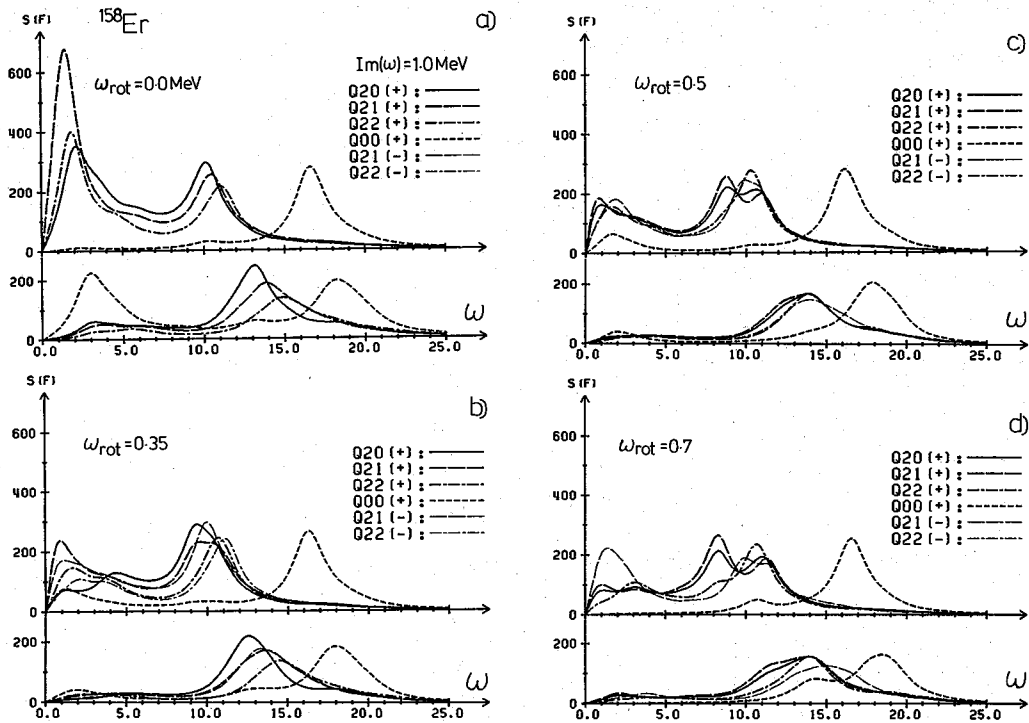 S (F)
¹⁵⁸Er
a)
ω_rot = 0.0 MeV
Im(ω) = 1.0 MeV
Q20 (+) :
Q21 (+) :
Q22 (+) :
Q00 (+) :
Q21 (-) :
Q22 (-) :
600
400
200
0
200
0
ω
0.0 5.0 10.0 15.0 20.0 25.0
S (F)
c)
ω_rot = 0.5
Q20 (+) :
Q21 (+) :
Q22 (+) :
Q00 (+) :
Q21 (-) :
Q22 (-) :
600
400
200
0
200
0
ω
0.0 5.0 10.0 15.0 20.0 25.0
S (F)
b)
ω_rot = 0.35
Q20 (+) :
Q21 (+) :
Q22 (+) :
Q00 (+) :
Q21 (-) :
Q22 (-) :
600
400
200
0
200
0
ω
0.0 5.0 10.0 15.0 20.0 25.0
S (F)
d)
ω_rot = 0.7
Q20 (+) :
Q21 (+) :
Q22 (+) :
Q00 (+) :
Q21 (-) :
Q22 (-) :
600
400
200
0
200
0
ω
0.0 5.0 10.0 15.0 20.0 25.0